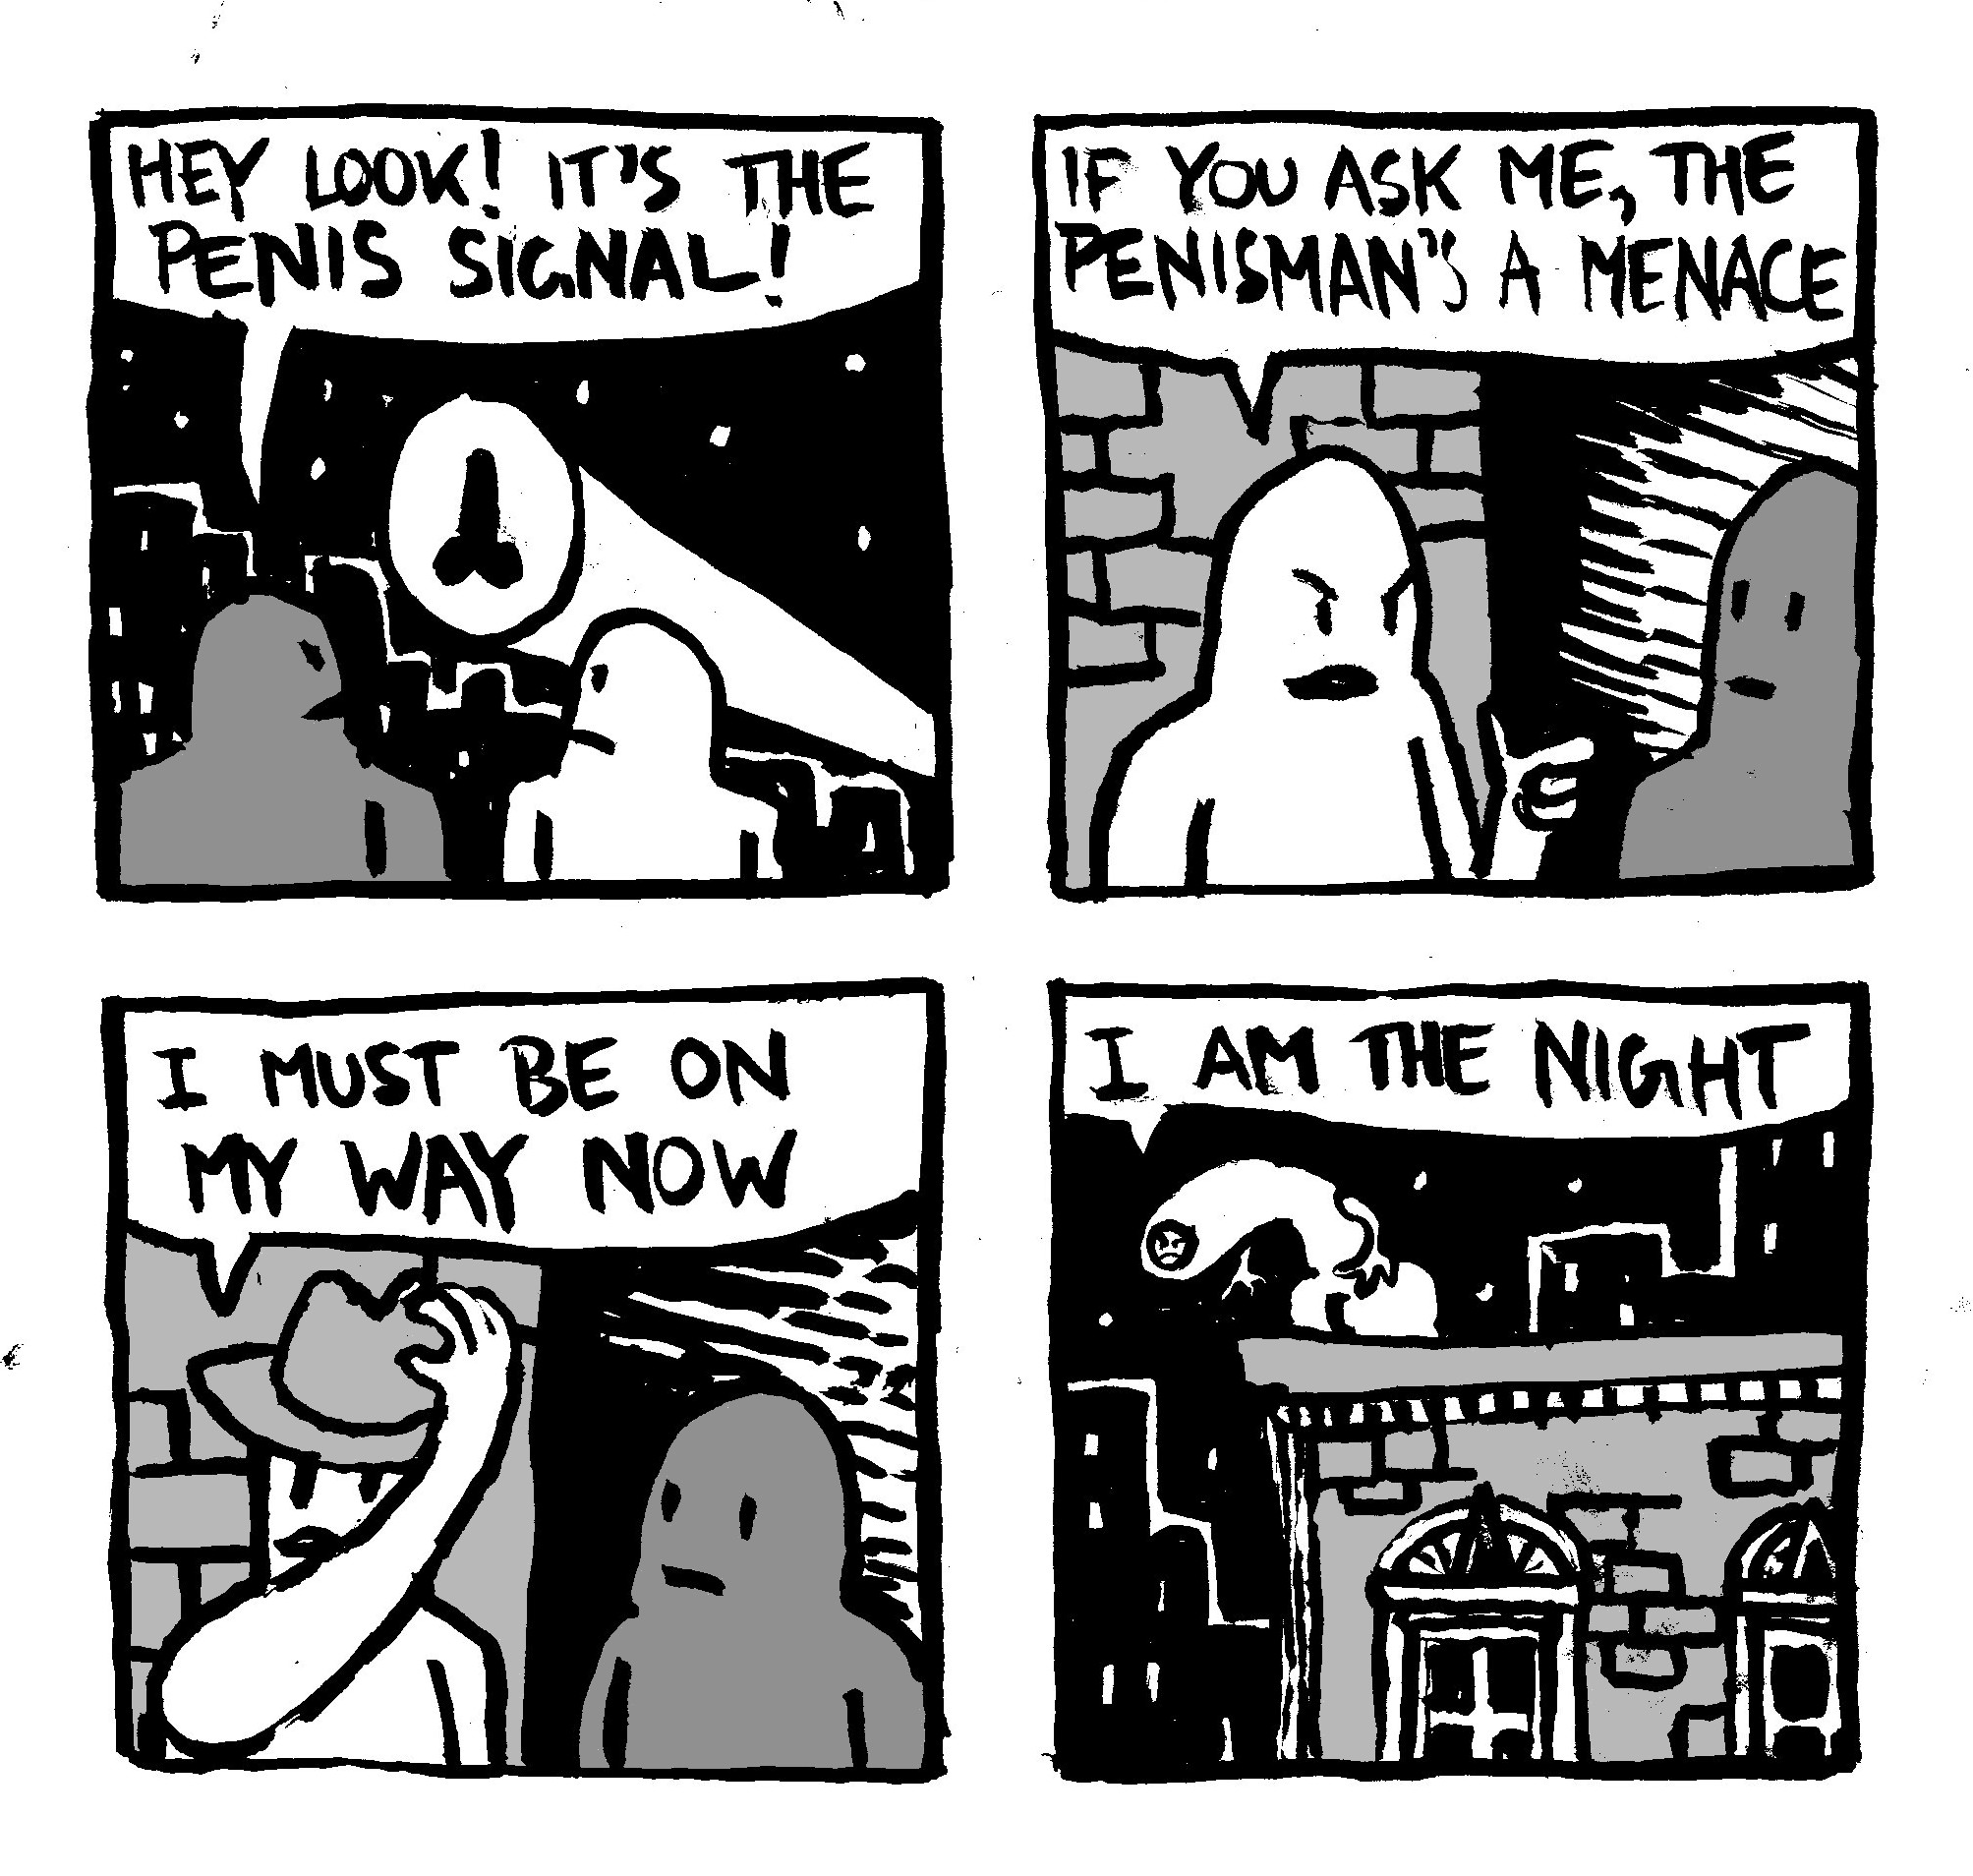 HEY LOOK! IT'S THE
PENIS SIGNAL!
IF YOU ASK ME, THE
PENISMAN'S A MENACE
I MUST BE ON
MY WAY NOW
I AM THE NIGHT